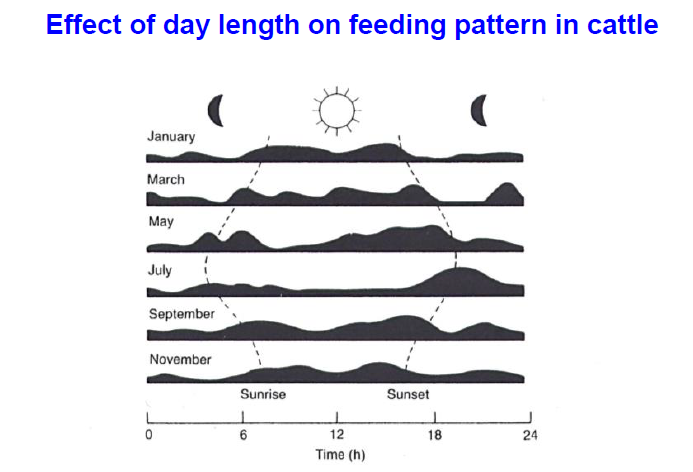 Effect of day length on feeding pattern in cattle
January
March
May
July
September
November
Sunrise Sunset
0 6 12 18 24
Time (h)